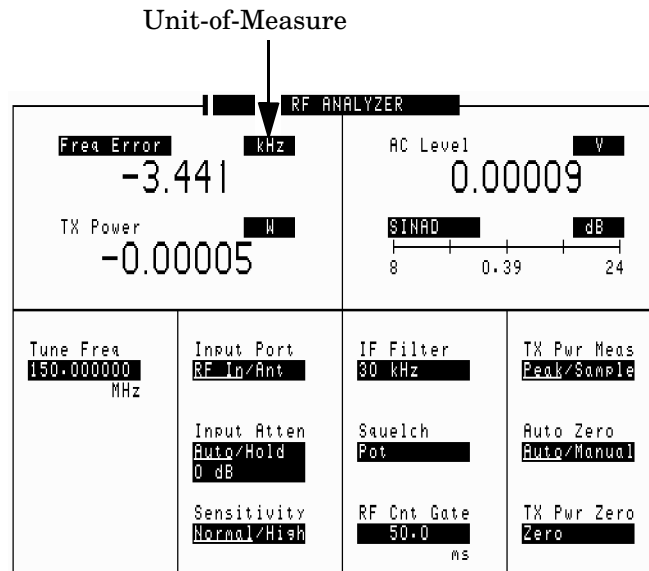 Unit-of-Measure
RF ANALYZER
Freq Error kHz
-3.441
TX Power W
-0.00005
AC Level V
0.00009
SINAD dB
8 0.39 24
Tune Freq
150.000000
MHz
Input Port
RF In/Ant
Input Atten
Auto/Hold
0 dB
Sensitivity
Normal/High
IF Filter
30 kHz
Squelch
Pot
RF Cnt Gate
50.0
ms
TX Pwr Meas
Peak/Sample
Auto Zero
Auto/Manual
TX Pwr Zero
Zero